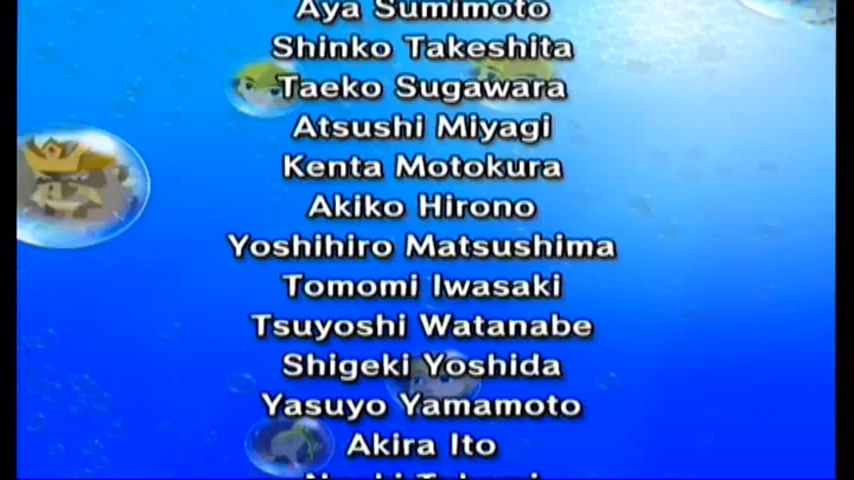 Aya Sumimoto
Shinko Takeshita
Taeko Sugawara
Atsushi Miyagi
Kenta Motokura
Akiko Hirono
Yoshihiro Matsushima
Tomomi Iwasaki
Tsuyoshi Watanabe
Shigeki Yoshida
Yasuyo Yamamoto
Akira Ito